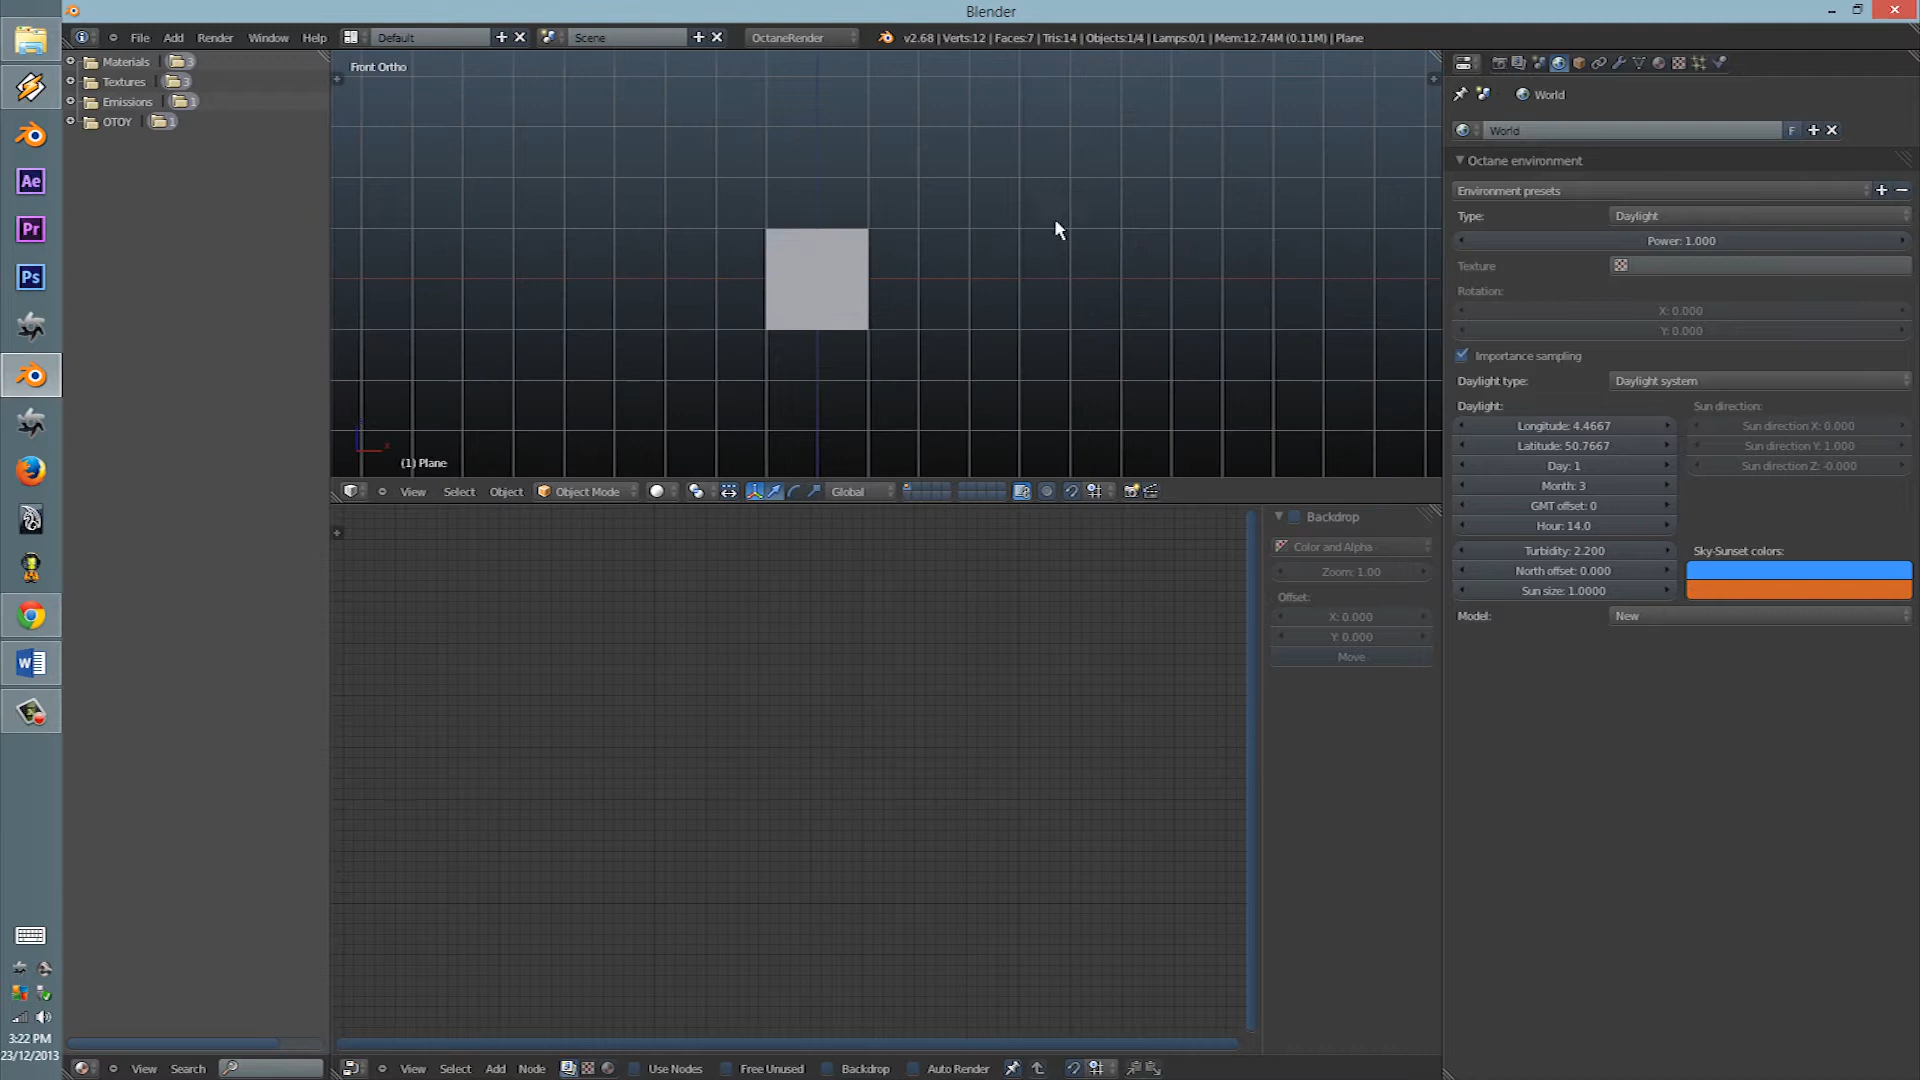 Blender
File Add Render Window Help Default Scene OctaneRender v2.68 | Verts:12 | Faces:7 | Tris:14 | Objects:1/4 | Lamps:0/1 | Mem:12.74M (0.11M) | Plane
Materials 3
Textures 3
Emissions 1
OTOY 1
Front Ortho
x
(1) Plane
View Select Object Object Mode Global
Backdrop
Color and Alpha
Zoom: 1.00
Offset:
X: 0.000
Y: 0.000
Move
World
World F
Octane environment
Environment presets
Type: Daylight
Power: 1.000
Texture
Rotation:
X: 0.000
Y: 0.000
Importance sampling
Daylight type: Daylight system
Daylight: Sun direction:
Longitude: 4.4667 Sun direction X: 0.000
Latitude: 50.7667 Sun direction Y: 1.000
Day: 1 Sun direction Z: -0.000
Month: 3
GMT offset: 0
Hour: 14.0
Turbidity: 2.200 Sky-Sunset colors:
North offset: 0.000
Sun size: 1.0000
Model: New
Ae
Pr
Ps
W
3:22 PM
23/12/2013
View Search
View Select Add Node Use Nodes Free Unused Backdrop Auto Render